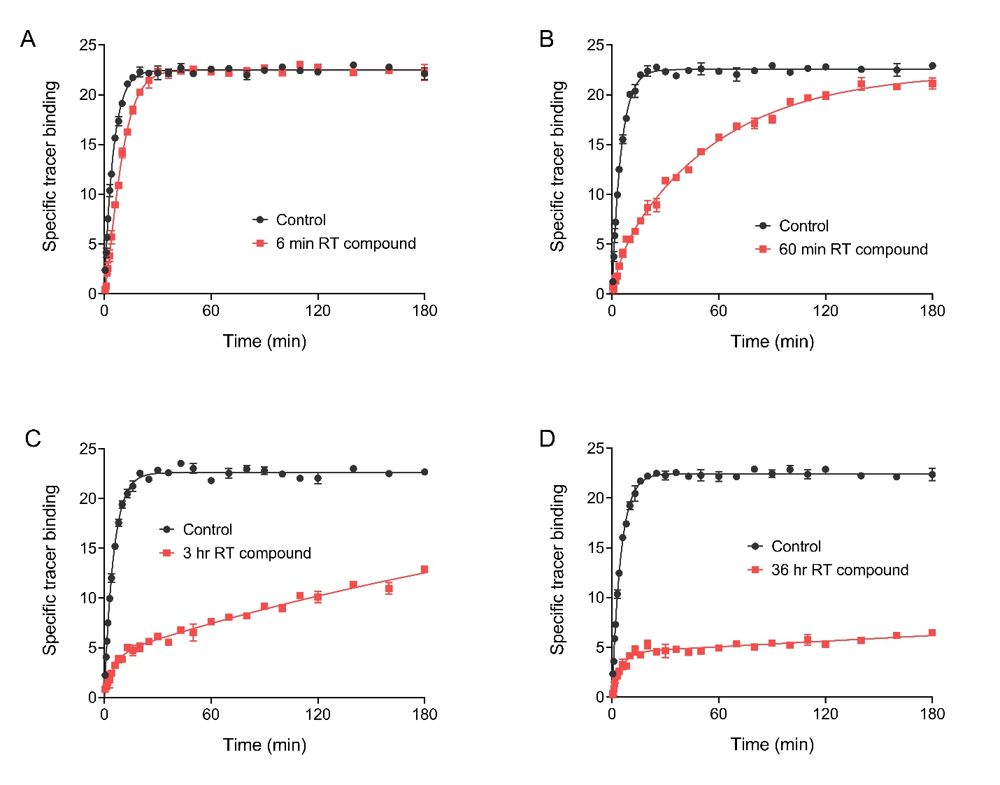 A
Specific tracer binding
25
20
15
10
5
0
Control
6 min RT compound
0 60 120 180
Time (min)
B
Specific tracer binding
25
20
15
10
5
0
Control
60 min RT compound
0 60 120 180
Time (min)
C
Specific tracer binding
25
20
15
10
5
0
Control
3 hr RT compound
0 60 120 180
Time (min)
D
Specific tracer binding
25
20
15
10
5
0
Control
36 hr RT compound
0 60 120 180
Time (min)